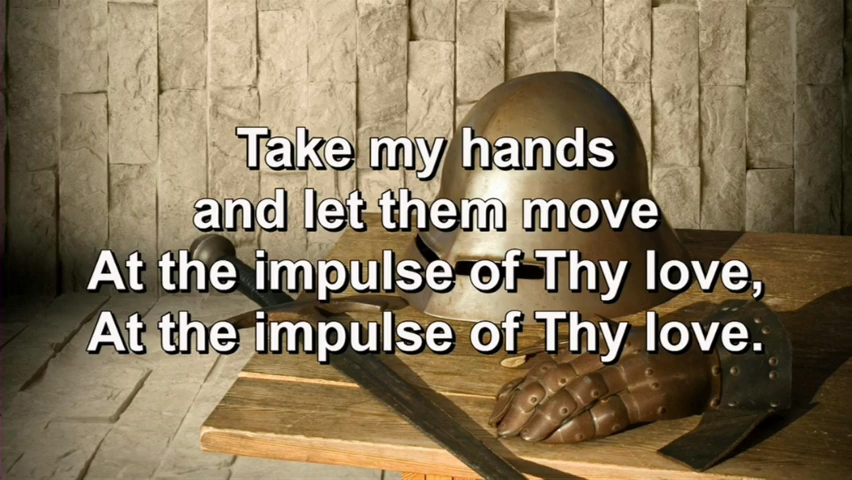 Take my hands
and let them move
At the impulse of Thy love,
At the impulse of Thy love.